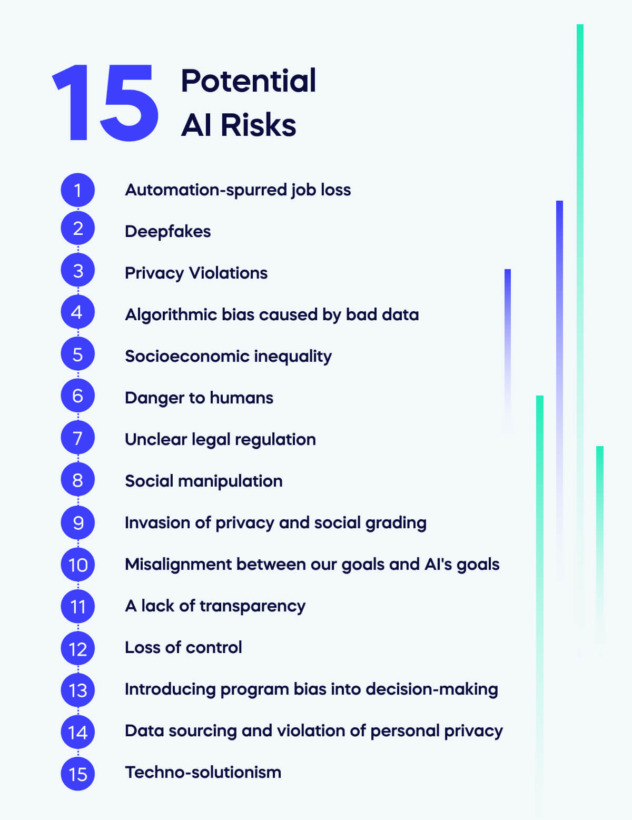 15
Potential
AI Risks
1 Automation-spurred job loss
2 Deepfakes
3 Privacy Violations
4 Algorithmic bias caused by bad data
5 Socioeconomic inequality
6 Danger to humans
7 Unclear legal regulation
8 Social manipulation
9 Invasion of privacy and social grading
10 Misalignment between our goals and AI's goals
11 A lack of transparency
12 Loss of control
13 Introducing program bias into decision-making
14 Data sourcing and violation of personal privacy
15 Techno-solutionism